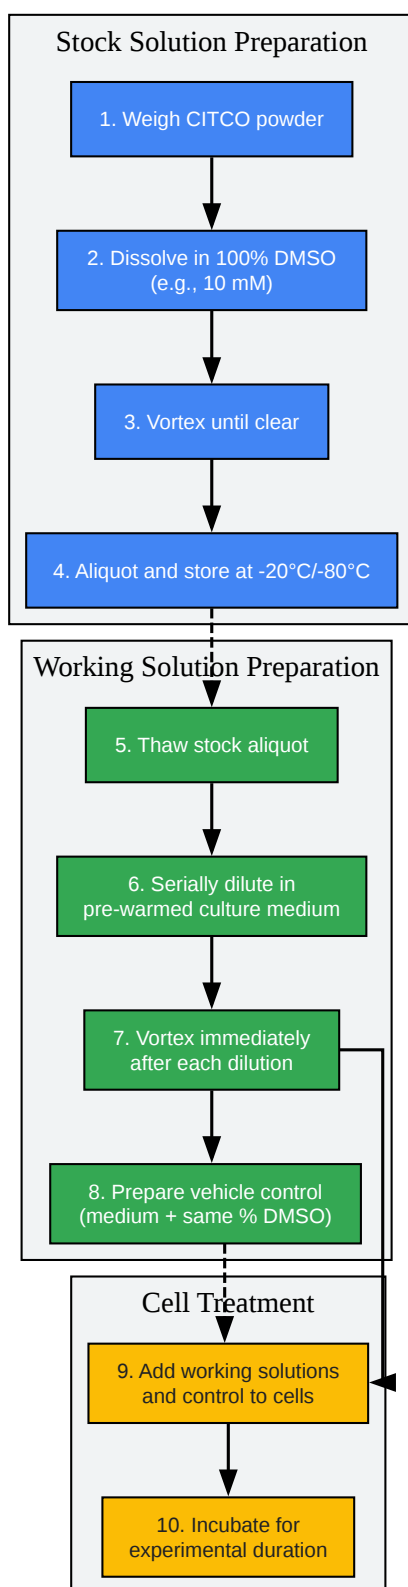 Stock Solution Preparation
1. Weigh CITCO powder
2. Dissolve in 100% DMSO
(e.g., 10 mM)
3. Vortex until clear
4. Aliquot and store at -20°C/-80°C
Working Solution Preparation
5. Thaw stock aliquot
6. Serially dilute in
pre-warmed culture medium
7. Vortex immediately
after each dilution
8. Prepare vehicle control
(medium + same % DMSO)
Cell Treatment
9. Add working solutions
and control to cells
10. Incubate for
experimental duration